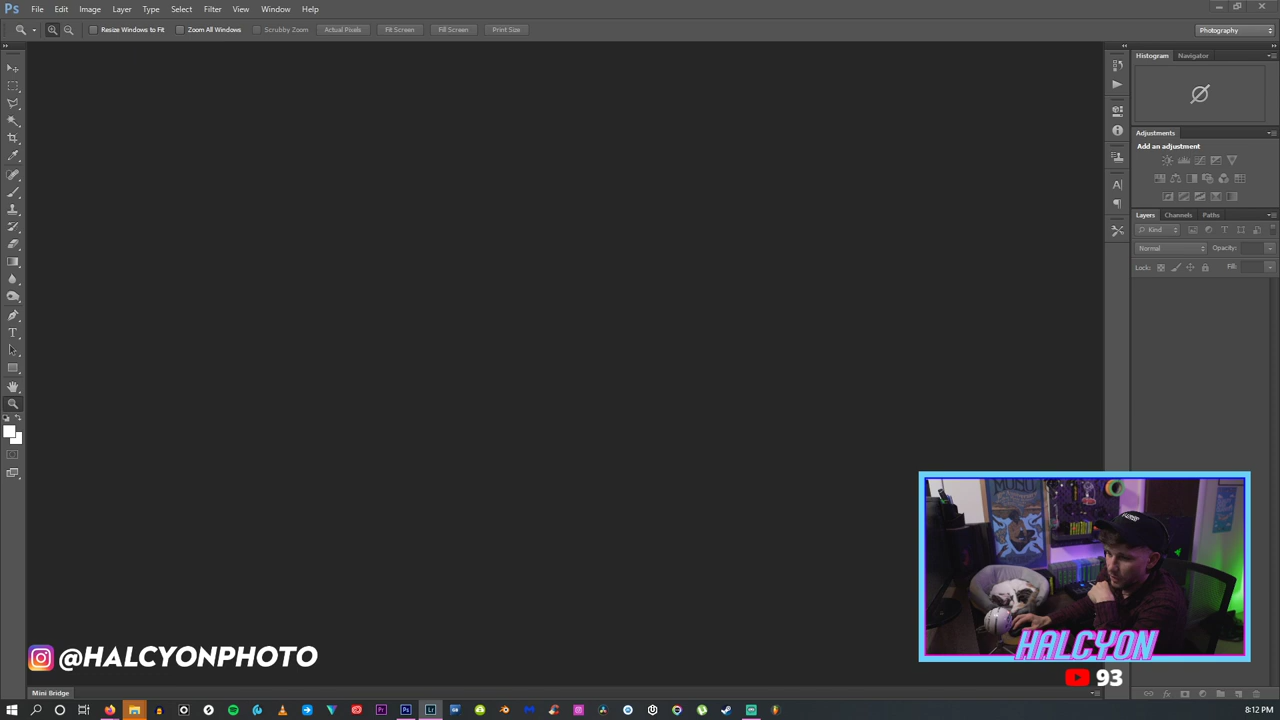 Ps File Edit Image Layer Type Select Filter View Window Help
Resize Windows to Fit Zoom All Windows Scrubby Zoom Actual Pixels Fit Screen Fill Screen Print Size Photography
Histogram Navigator
Adjustments
Add an adjustment
Layers Channels Paths
Kind
Normal Opacity:
Lock: Fill:
HALCYON
@HALCYONPHOTO
93
Mini Bridge
8:12 PM